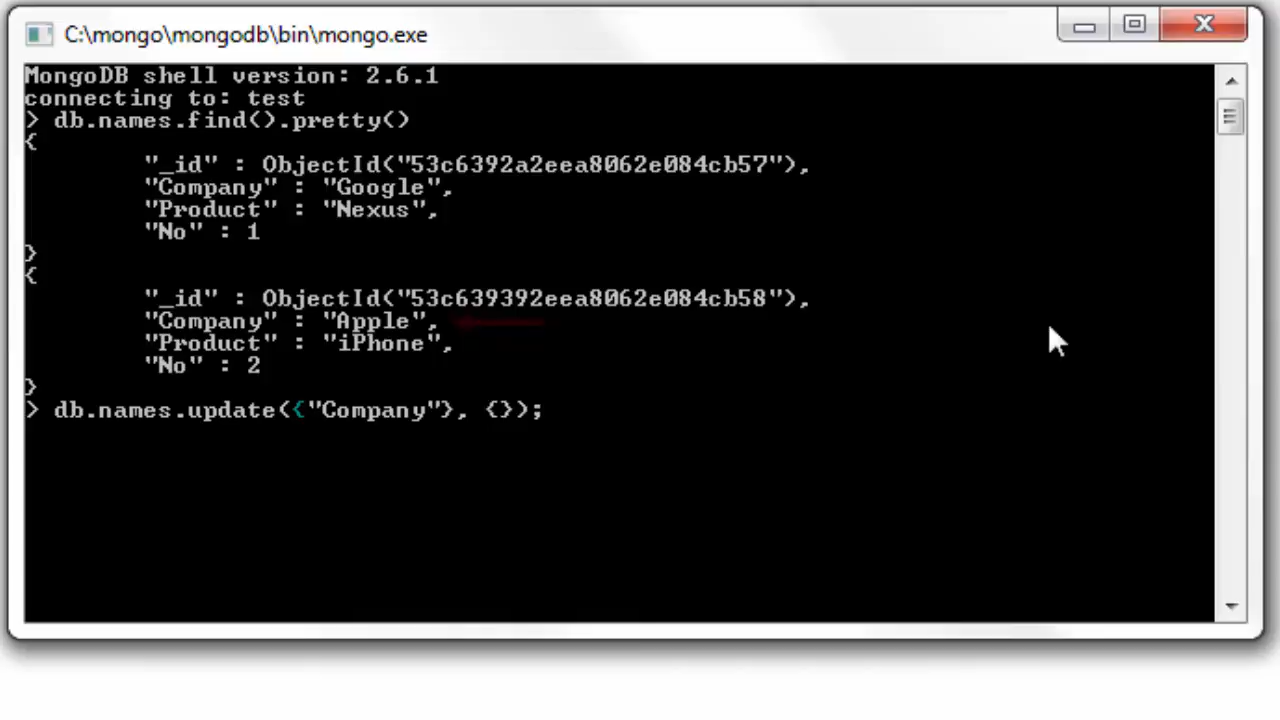 C:\mongo\mongodb\bin\mongo.exe
MongoDB shell version: 2.6.1
connecting to: test
> db.names.find().pretty()
{
        "_id" : ObjectId("53c6392a2eea8062e084cb57"),
        "Company" : "Google",
        "Product" : "Nexus",
        "No" : 1
}
{
        "_id" : ObjectId("53c639392eea8062e084cb58"),
        "Company" : "Apple",
        "Product" : "iPhone",
        "No" : 2
}
> db.names.update({"Company"}, {});